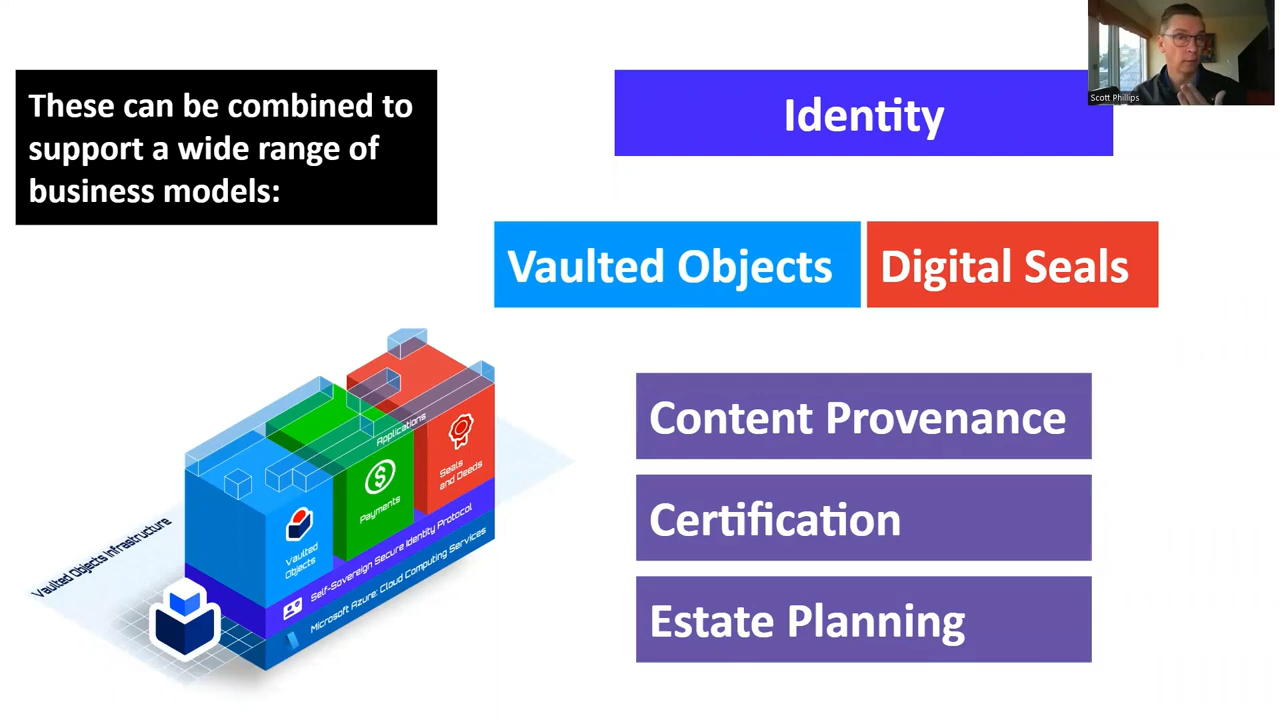 Scott Phillips
These can be combined to
support a wide range of
business models:
Identity
Vaulted Objects
Digital Seals
Content Provenance
Certification
Estate Planning
Applications
Seals
and Deeds
Payments
Vaulted
Objects
Self-Sovereign Secure Identity Protocol
Microsoft Azure: Cloud Computing Services
Vaulted Objects Infrastructure